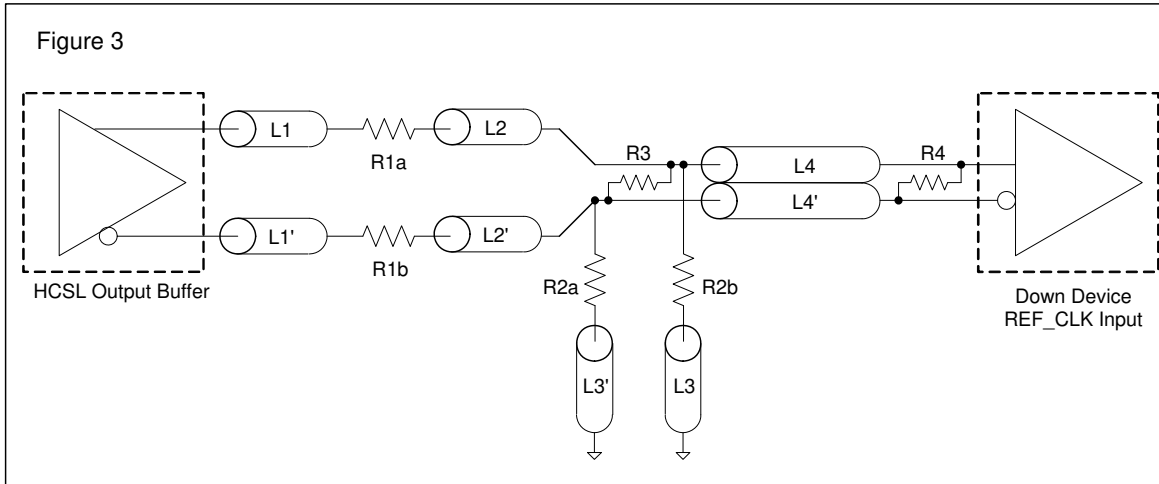 Figure 3
L1
R1a
L2
R3
L4
R4
L4'
L1'
R1b
L2'
HCSL Output Buffer
R2a
R2b
Down Device
REF_CLK Input
L3'
L3